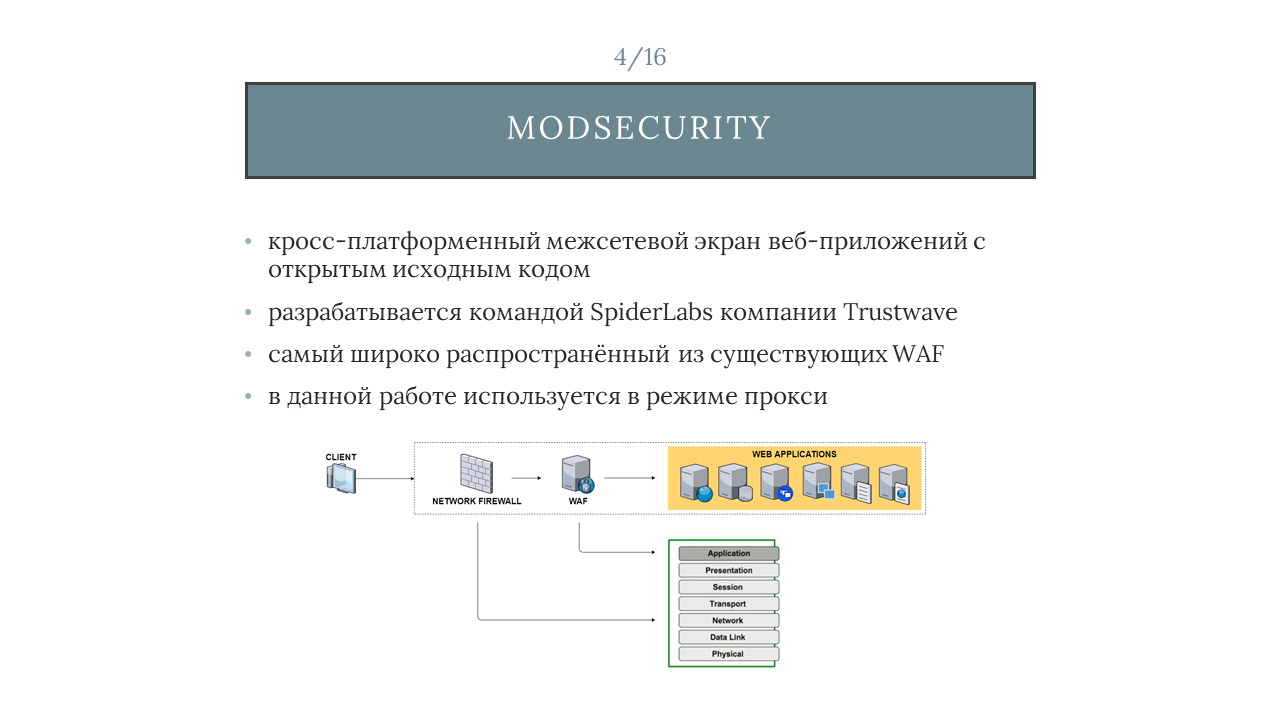 4/16
MODSECURITY
• кросс-платформенный межсетевой экран веб-приложений с
открытым исходным кодом
• разрабатывается командой SpiderLabs компании Trustwave
• самый широко распространённый из существующих WAF
• в данной работе используется в режиме прокси
CLIENT
NETWORK FIREWALL
WAF
WEB APPLICATIONS
Application
Presentation
Session
Transport
Network
Data Link
Physical